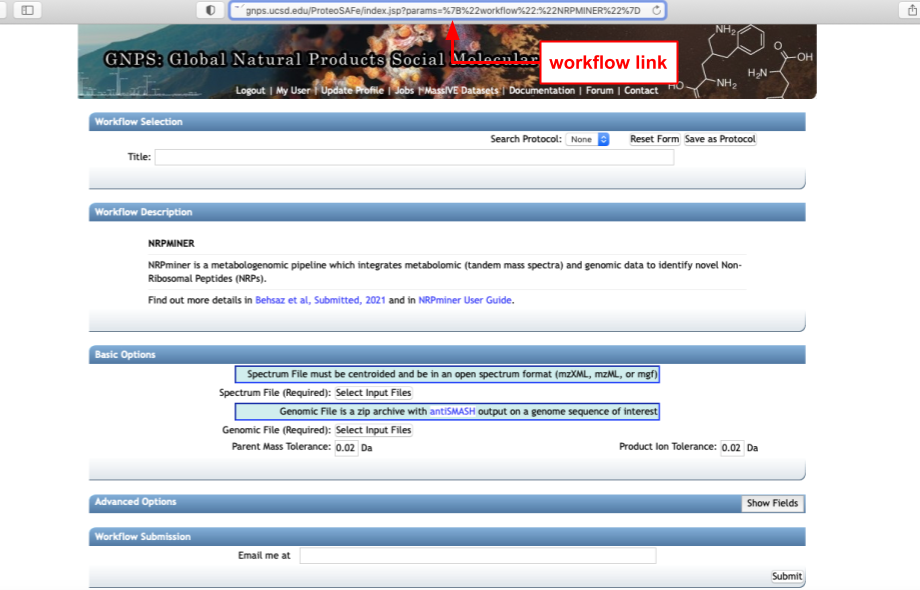 gnps.ucsd.edu/ProteoSAFe/index.jsp?params=%7B%22workflow%22:%22NRPMINER%22%7D
workflow link
GNPS: Global Natural Products Social Molecular
NH₂
O
OH
H₂N
NH₂
HO
Logout | My User | Update Profile | Jobs | MassIVE Datasets | Documentation | Forum | Contact
Workflow Selection
Search Protocol: None Reset Form Save as Protocol
Title:
Workflow Description
NRPMINER
NRPminer is a metabologenomic pipeline which integrates metabolomic (tandem mass spectra) and genomic data to identify novel Non-
Ribosomal Peptides (NRPs).
Find out more details in Behsaz et al, Submitted, 2021 and in NRPminer User Guide.
Basic Options
Spectrum File must be centroided and be in an open spectrum format (mzXML, mzML, or mgf)
Spectrum File (Required): Select Input Files
Genomic File is a zip archive with antiSMASH output on a genome sequence of interest
Genomic File (Required): Select Input Files
Parent Mass Tolerance: 0.02 Da Product Ion Tolerance: 0.02 Da
Advanced Options Show Fields
Workflow Submission
Email me at
Submit